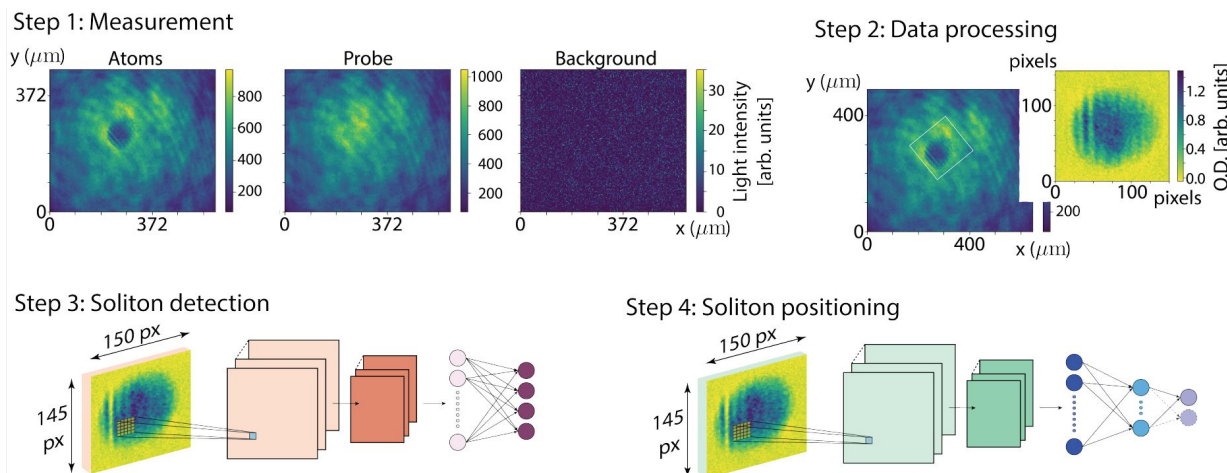 Step 1: Measurement
y (μm)
Atoms
Probe
Background
372
0
0
372
800
600
400
200
1000
800
600
400
200
30
20
10
0
Light intensity
[arb. units]
0
372
0
372
x (μm)
Step 2: Data processing
y (μm)
400
200
0
0
400
x (μm)
200
pixels
100
0
0
100
pixels
1.2
0.8
0.4
0.0
O.D. [arb. units]
Step 3: Soliton detection
150 px
145
px
Step 4: Soliton positioning
150 px
145
px